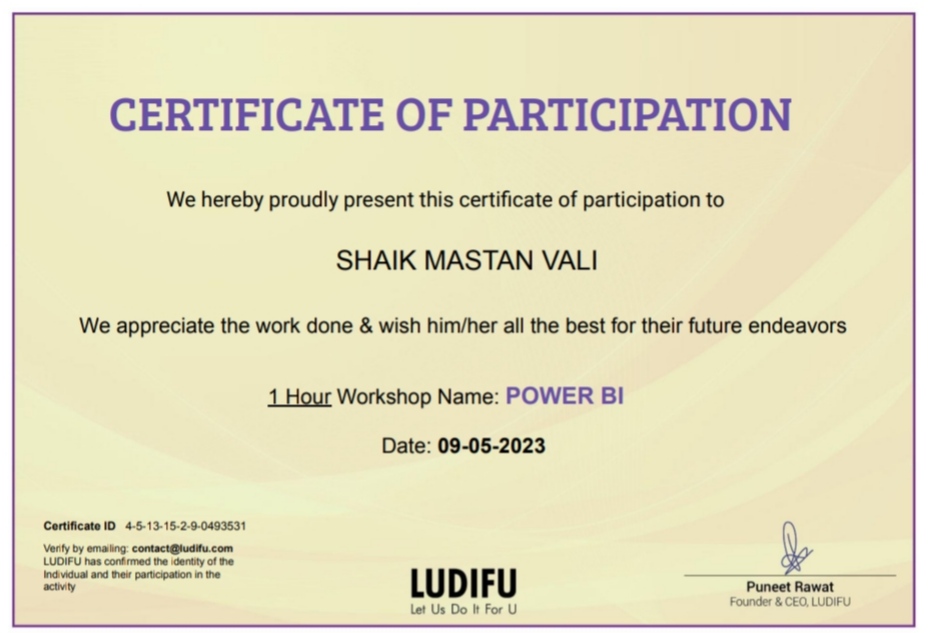 CERTIFICATE OF PARTICIPATION
We hereby proudly present this certificate of participation to
SHAIK MASTAN VALI
We appreciate the work done & wish him/her all the best for their future endeavors
1 Hour Workshop Name: POWER BI
Date: 09-05-2023
Certificate ID 4-5-13-15-2-9-0493531
Verify by emailing: contact@ludifu.com
LUDIFU has confirmed the identity of the
Individual and their participation in the
activity
LUDIFU
Let Us Do It For U
Puneet Rawat
Founder & CEO, LUDIFU